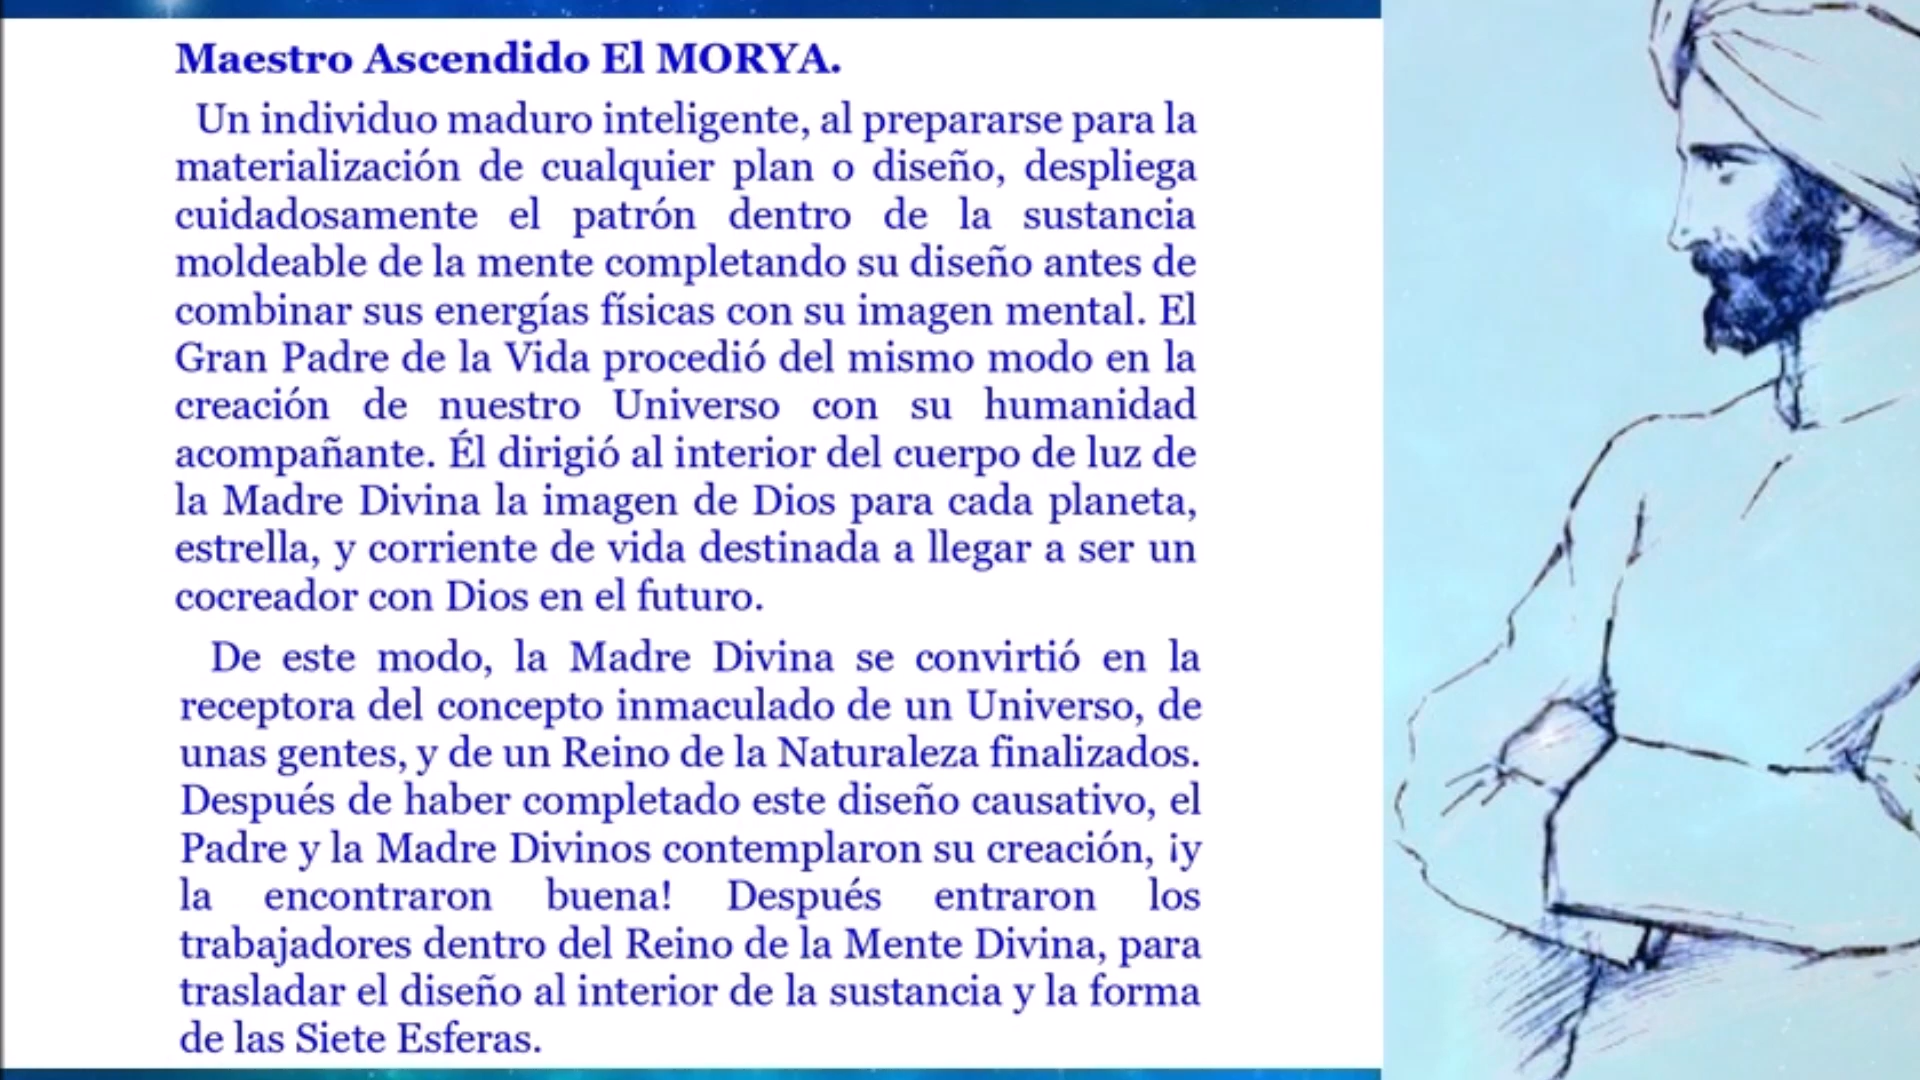 Maestro Ascendido El MORYA.
Un individuo maduro inteligente, al prepararse para la
materialización de cualquier plan o diseño, despliega
cuidadosamente el patrón dentro de la sustancia
moldeable de la mente completando su diseño antes de
combinar sus energías físicas con su imagen mental. El
Gran Padre de la Vida procedió del mismo modo en la
creación de nuestro Universo con su humanidad
acompañante. Él dirigió al interior del cuerpo de luz de
la Madre Divina la imagen de Dios para cada planeta,
estrella, y corriente de vida destinada a llegar a ser un
cocreador con Dios en el futuro.
De este modo, la Madre Divina se convirtió en la
receptora del concepto inmaculado de un Universo, de
unas gentes, y de un Reino de la Naturaleza finalizados.
Después de haber completado este diseño causativo, el
Padre y la Madre Divinos contemplaron su creación, ¡y
la encontraron buena! Después entraron los
trabajadores dentro del Reino de la Mente Divina, para
trasladar el diseño al interior de la sustancia y la forma
de las Siete Esferas.